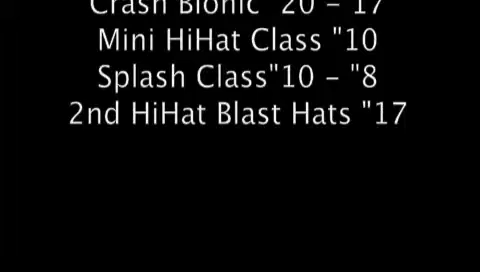 Crash Bionic "20 - 17
Mini HiHat Class "10
Splash Class"10 - "8
2nd HiHat Blast Hats "17